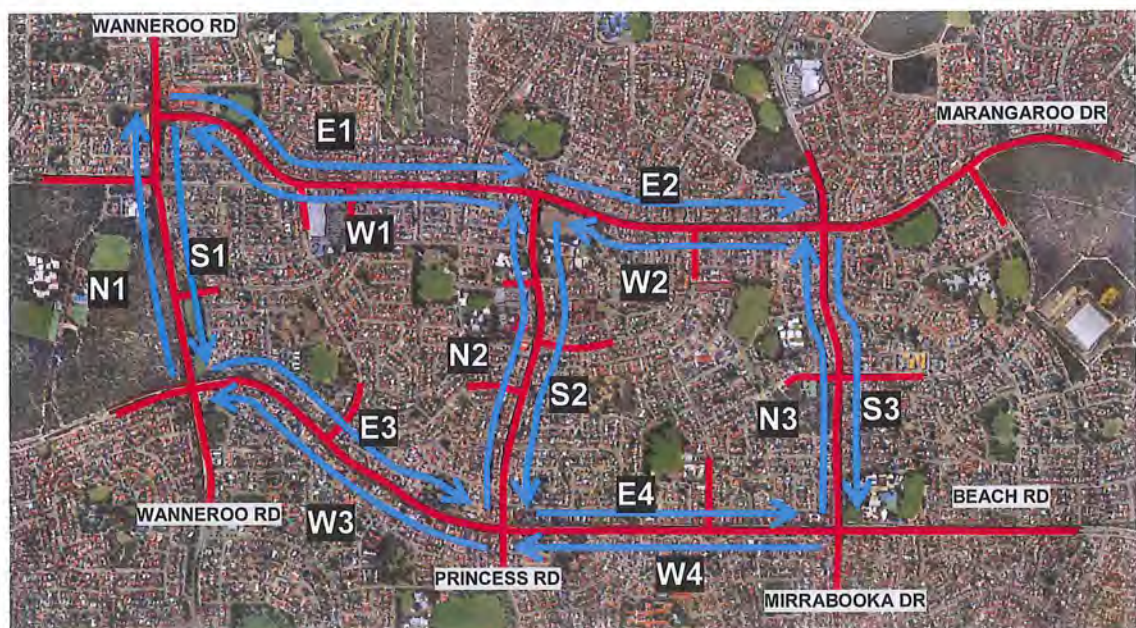 WANNEROO RD
MARANGAROO DR
E1
E2
W1
W2
S1
N1
N2
S2
N3
S3
E3
E4
BEACH RD
WANNEROO RD
W3
W4
PRINCESS RD
MIRRABOOKA DR